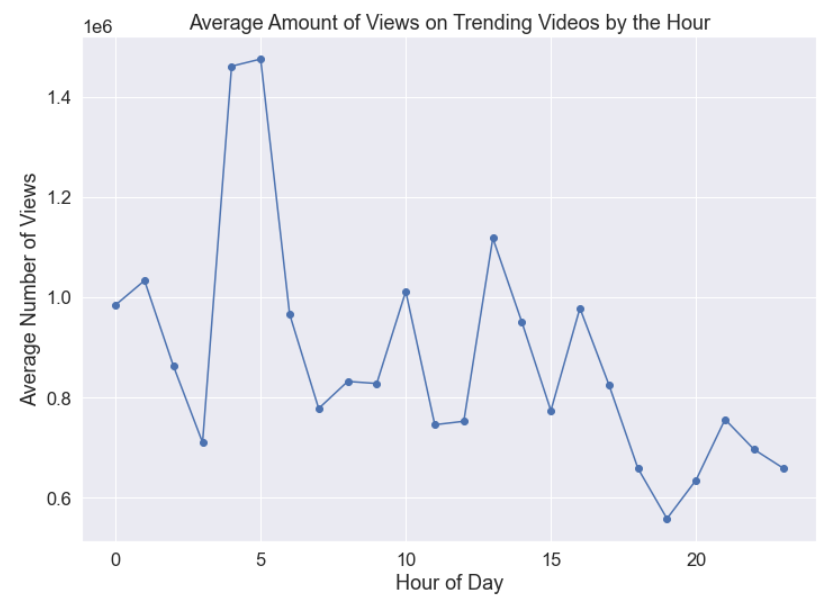 Average Amount of Views on Trending Videos by the Hour
1e6
1.4
1.2
1.0
0.8
0.6
Average Number of Views
0 5 10 15 20
Hour of Day